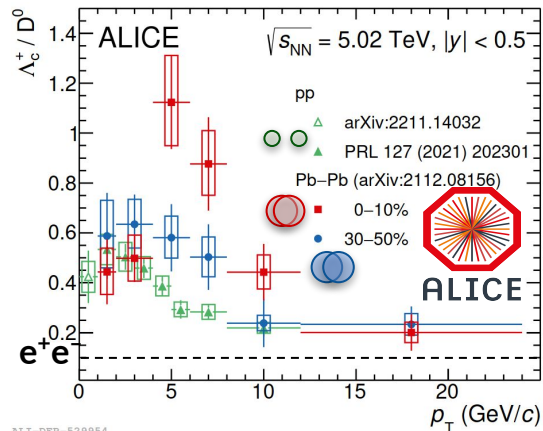 ALICE
√sNN = 5.02 TeV, |y| < 0.5
Λc+ / D0
1.4
1.2
1
0.8
0.6
0.4
0.2
pp
arXiv:2211.14032
PRL 127 (2021) 202301
Pb–Pb (arXiv:2112.08156)
0–10%
30–50%
ALICE
e+e-
0 5 10 15 20
pT (GeV/c)